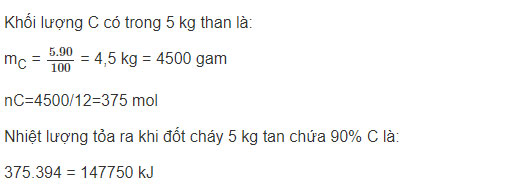 Khối lượng C có trong 5 kg than là:
m_C = 5.90/100 = 4,5 kg = 4500 gam
nC=4500/12=375 mol
Nhiệt lượng tỏa ra khi đốt cháy 5 kg tan chứa 90% C là:
375.394 = 147750 kJ